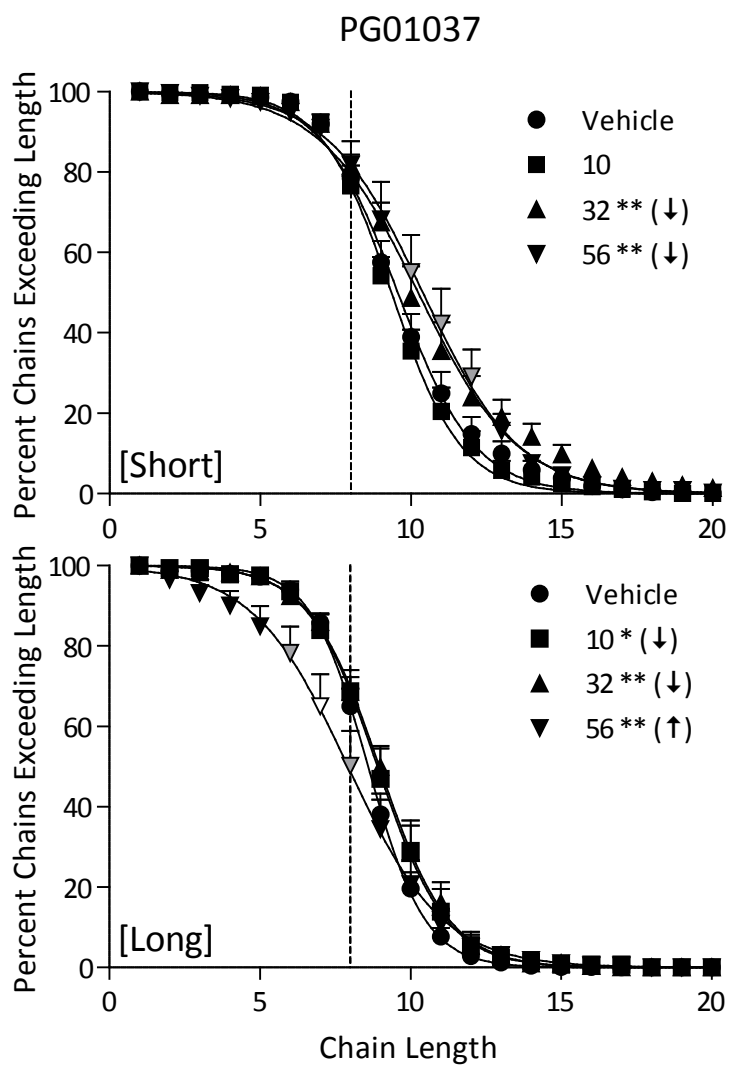 PG01037
Percent Chains Exceeding Length
100
80
60
40
20
0
0
5
10
15
20
[Short]
Vehicle
10
32 ** (↓)
56 ** (↓)
Percent Chains Exceeding Length
100
80
60
40
20
0
0
5
10
15
20
[Long]
Vehicle
10 * (↓)
32 ** (↓)
56 ** (↑)
Chain Length